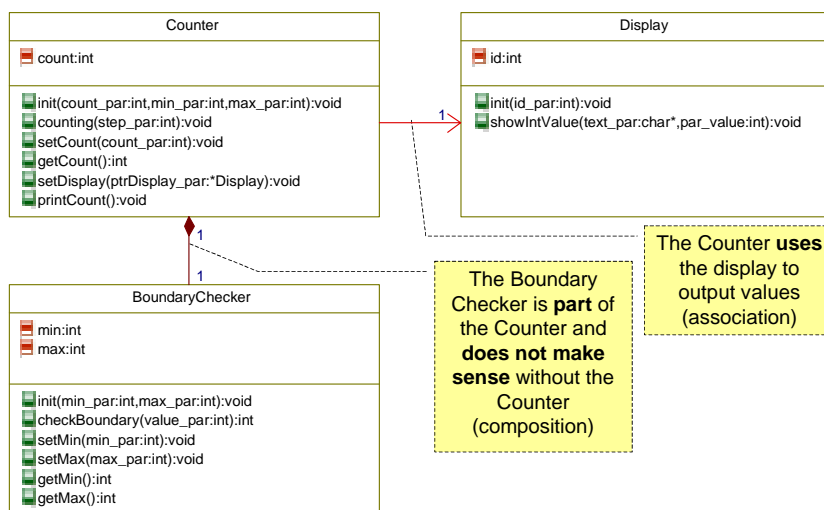 Counter
count:int
init(count_par:int,min_par:int,max_par:int):void
counting(step_par:int):void
setCount(count_par:int):void
getCount():int
setDisplay(ptrDisplay_par:*Display):void
printCount():void
1
Display
id:int
init(id_par:int):void
showIntValue(text_par:char*,par_value:int):void
1
1
BoundaryChecker
min:int
max:int
init(min_par:int,max_par:int):void
checkBoundary(value_par:int):int
setMin(min_par:int):void
setMax(max_par:int):void
getMin():int
getMax():int
The Boundary
Checker is part of
the Counter and
does not make
sense without the
Counter
(composition)
The Counter uses
the display to
output values
(association)